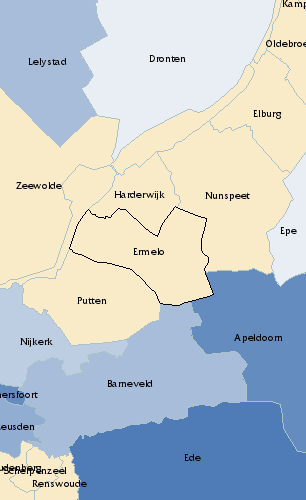 Kamp
Oldebroe
Dronten
Lelystad
Elburg
Zeewolde
Harderwijk
Nunspeet
Epe
Ermelo
Putten
Nijkerk
Apeldoorn
Barneveld
ersfoort
eusden
Ede
udenberg
Scherpenzeel
Renswoude